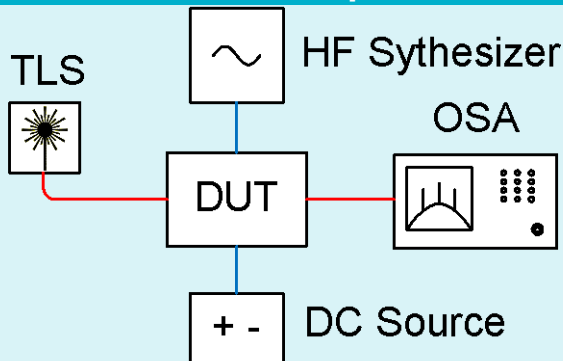 HF Sythesizer
TLS
OSA
DUT
+ -
DC Source